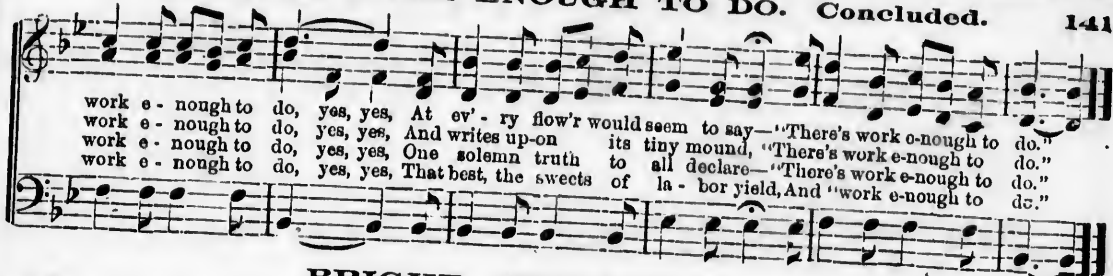 ENOUGH TO DO. Concluded. 141
work e - nough to do, yes, yes, At ev' - ry flow'r would seem to say—"There's work e-nough to do."
work e - nough to do, yes, yes, And writes up-on its tiny mound, "There's work e-nough to do."
work e - nough to do, yes, yes, One solemn truth to all declare—"There's work e-nough to do."
work e - nough to do, yes, yes, That best, the sweets of la - bor yield, And "work e-nough to do."
BRIGHT